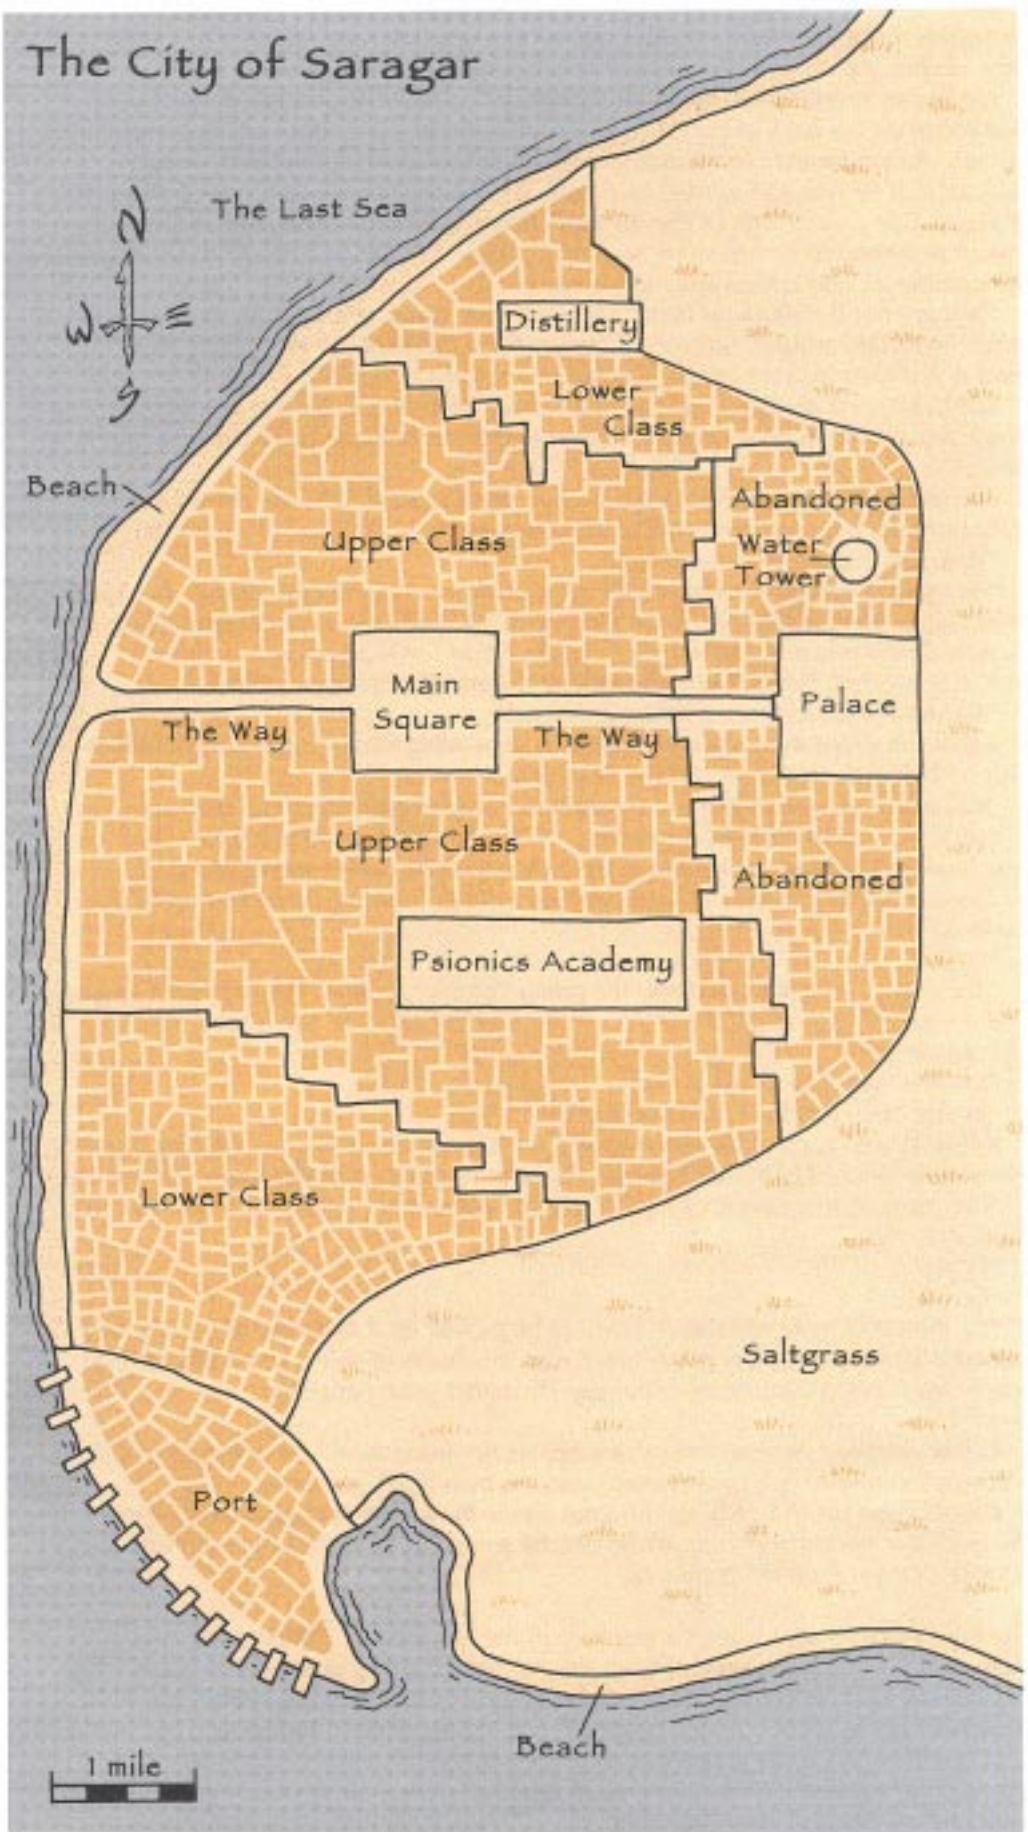 The City of Saragar
The Last Sea
N
W
E
S
Distillery
Lower
Class
Beach
Abandoned
Upper Class
Water
Tower
Main
Square
Palace
The Way
The Way
Upper Class
Abandoned
Psionics Academy
Lower Class
Saltgrass
Port
Beach
1 mile